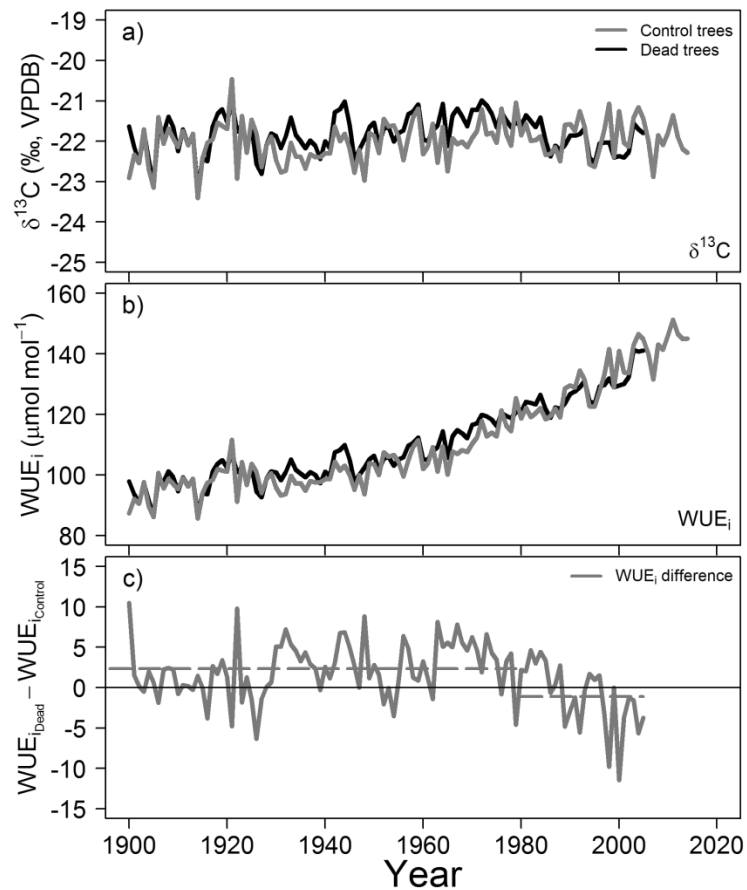 a)
Control trees
Dead trees
-19
-20
-21
-22
-23
-24
-25
δ¹³C (‰, VPDB)
δ¹³C
b)
160
140
120
100
80
WUEᵢ (μmol mol⁻¹)
WUEᵢ
c)
WUEᵢ difference
15
10
5
0
-5
-10
-15
WUEiDead – WUEiControl
1900 1920 1940 1960 1980 2000 2020
Year